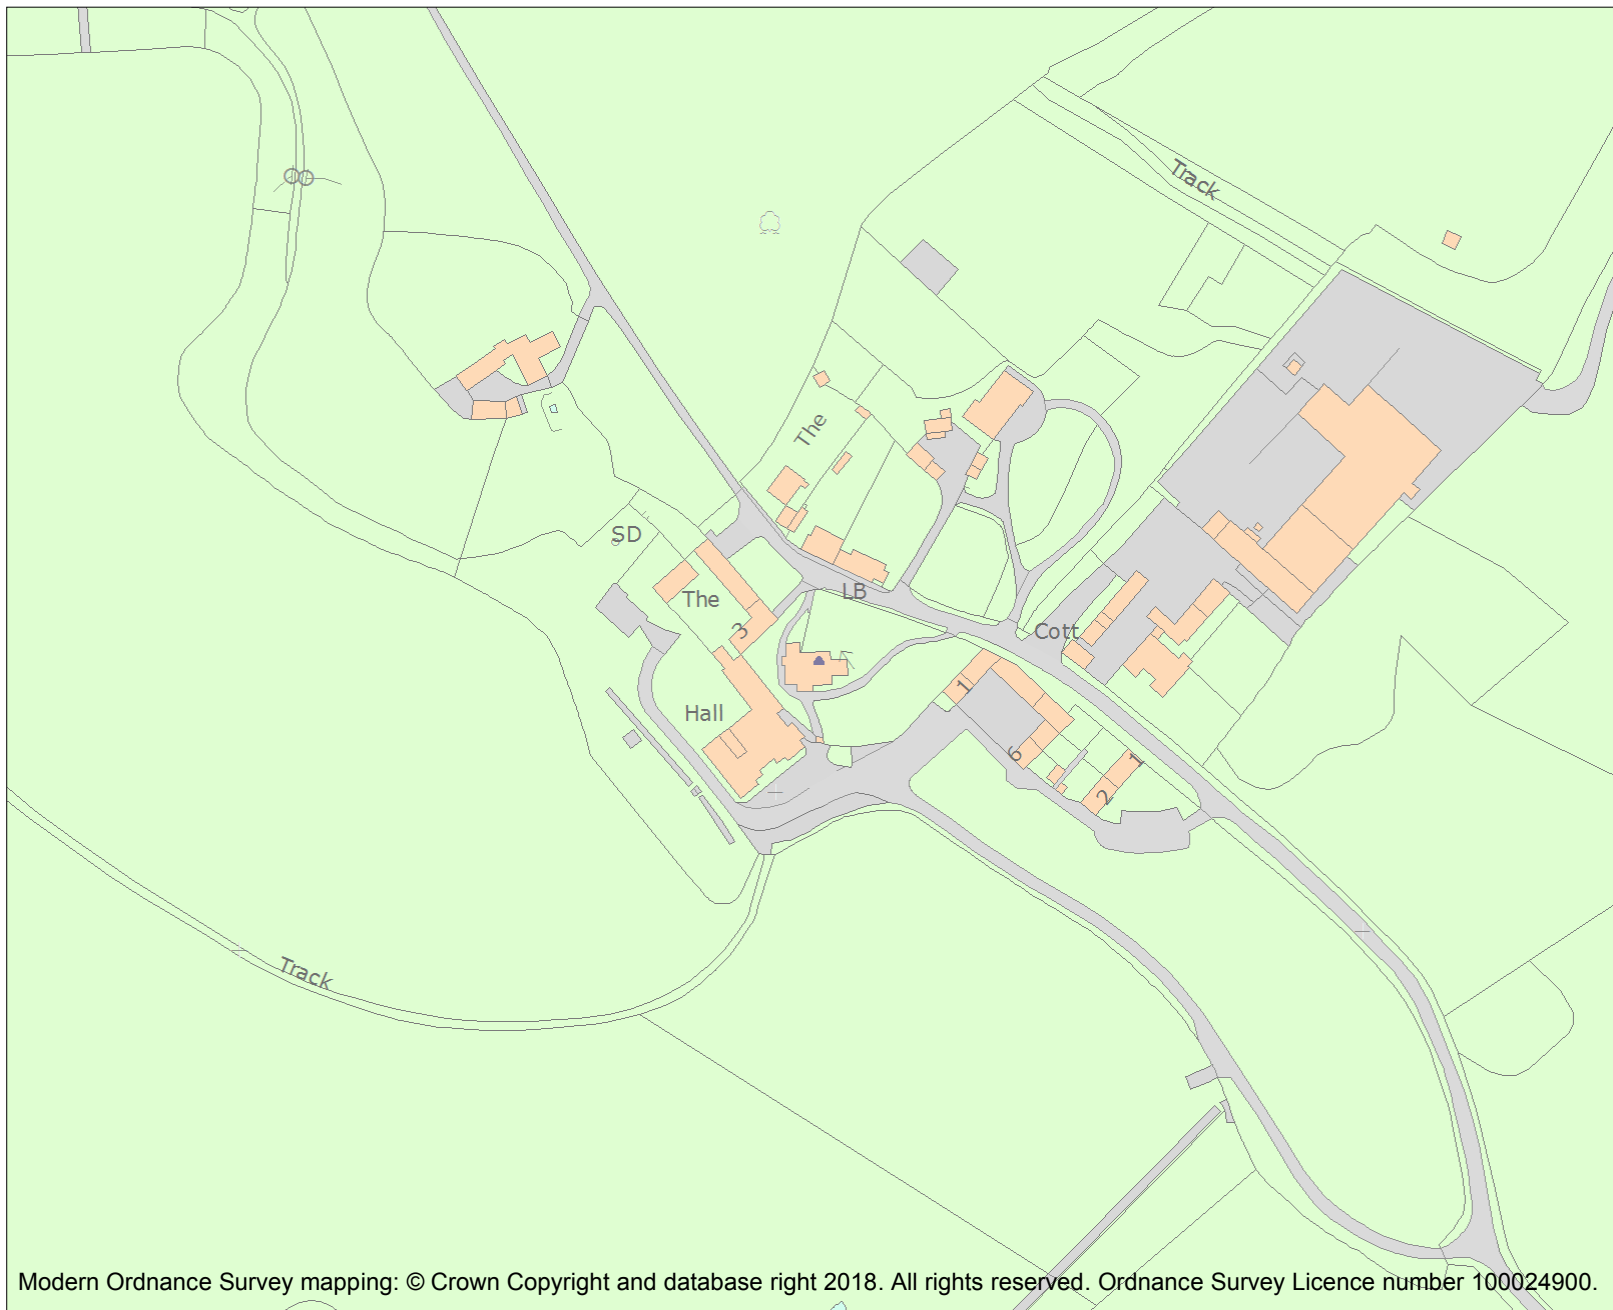 Track
The
SD
The
LB
3
Cott
1
Hall
6
1
2
Track
Modern Ordnance Survey mapping: © Crown Copyright and database right 2018. All rights reserved. Ordnance Survey Licence number 100024900.